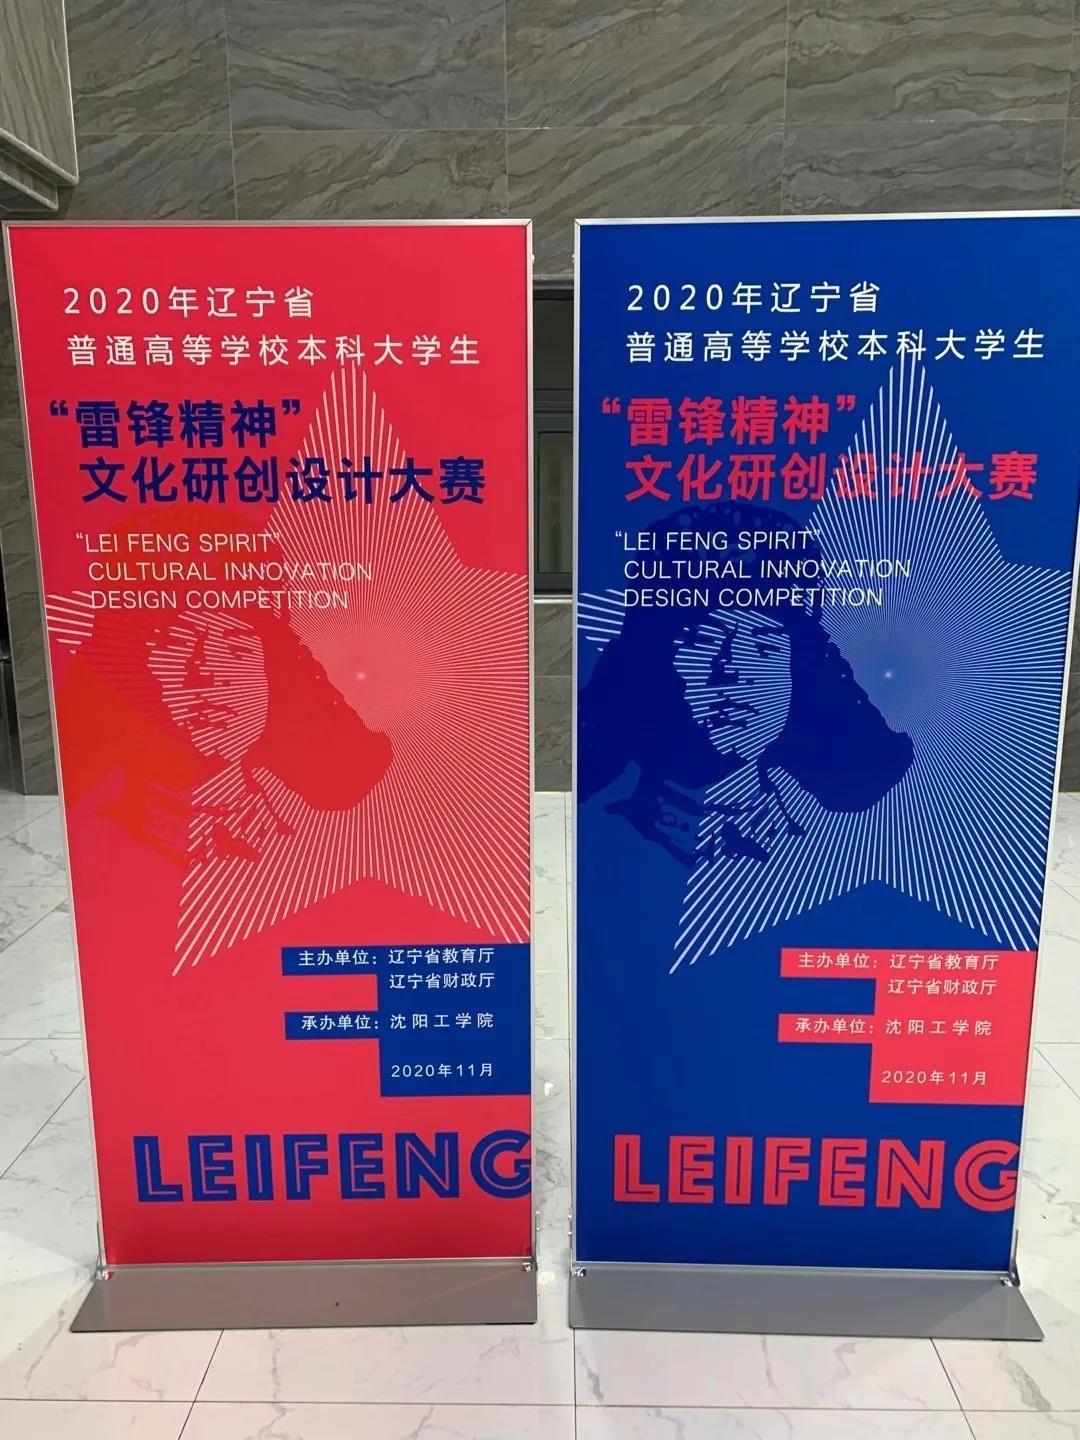 2020年辽宁省
普通高等学校本科大学生
“雷锋精神”
文化研创设计大赛
“LEI FENG SPIRIT”
CULTURAL INNOVATION
DESIGN COMPETITION
主办单位：辽宁省教育厅
辽宁省财政厅
承办单位：沈阳工学院
2020年11月
LEIFENG
2020年辽宁省
普通高等学校本科大学生
“雷锋精神”
文化研创设计大赛
“LEI FENG SPIRIT”
CULTURAL INNOVATION
DESIGN COMPETITION
主办单位：辽宁省教育厅
辽宁省财政厅
承办单位：沈阳工学院
2020年11月
LEIFENG